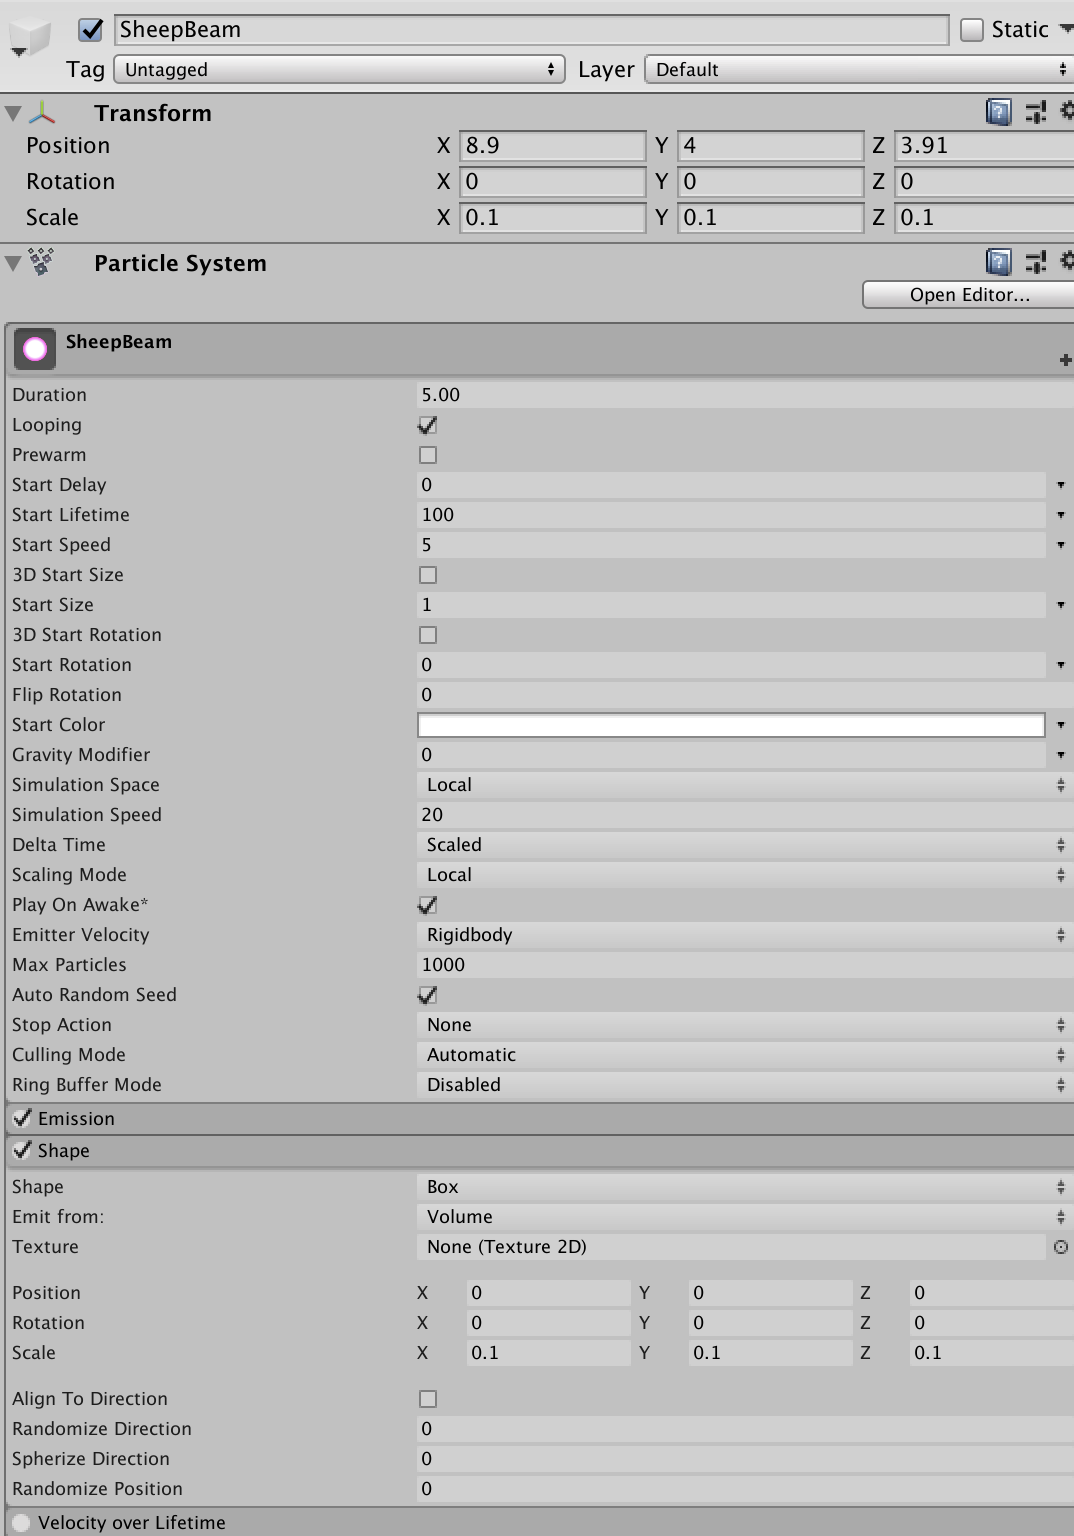 SheepBeam Static
Tag Untagged Layer Default
Transform
Position X 8.9 Y 4 Z 3.91
Rotation X 0 Y 0 Z 0
Scale X 0.1 Y 0.1 Z 0.1
Particle System
Open Editor...
SheepBeam
Duration 5.00
Looping
Prewarm
Start Delay 0
Start Lifetime 100
Start Speed 5
3D Start Size
Start Size 1
3D Start Rotation
Start Rotation 0
Flip Rotation 0
Start Color
Gravity Modifier 0
Simulation Space Local
Simulation Speed 20
Delta Time Scaled
Scaling Mode Local
Play On Awake*
Emitter Velocity Rigidbody
Max Particles 1000
Auto Random Seed
Stop Action None
Culling Mode Automatic
Ring Buffer Mode Disabled
Emission
Shape
Shape Box
Emit from: Volume
Texture None (Texture 2D)
Position X 0 Y 0 Z 0
Rotation X 0 Y 0 Z 0
Scale X 0.1 Y 0.1 Z 0.1
Align To Direction
Randomize Direction 0
Spherize Direction 0
Randomize Position 0
Velocity over Lifetime